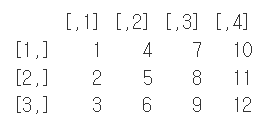 [,1] [,2] [,3] [,4]
[1,] 1 4 7 10
[2,] 2 5 8 11
[3,] 3 6 9 12